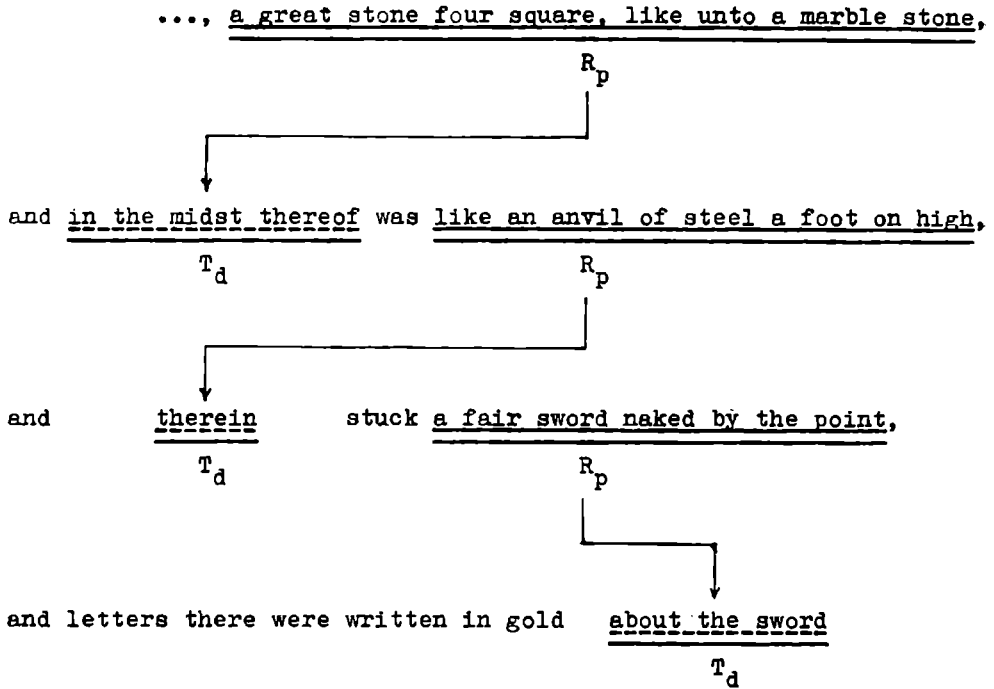 ..., a great stone four square, like unto a marble stone,
Rp
and in the midst thereof was like an anvil of steel a foot on high,
Td Rp
and therein stuck a fair sword naked by the point,
Td Rp
and letters there were written in gold about the sword
Td